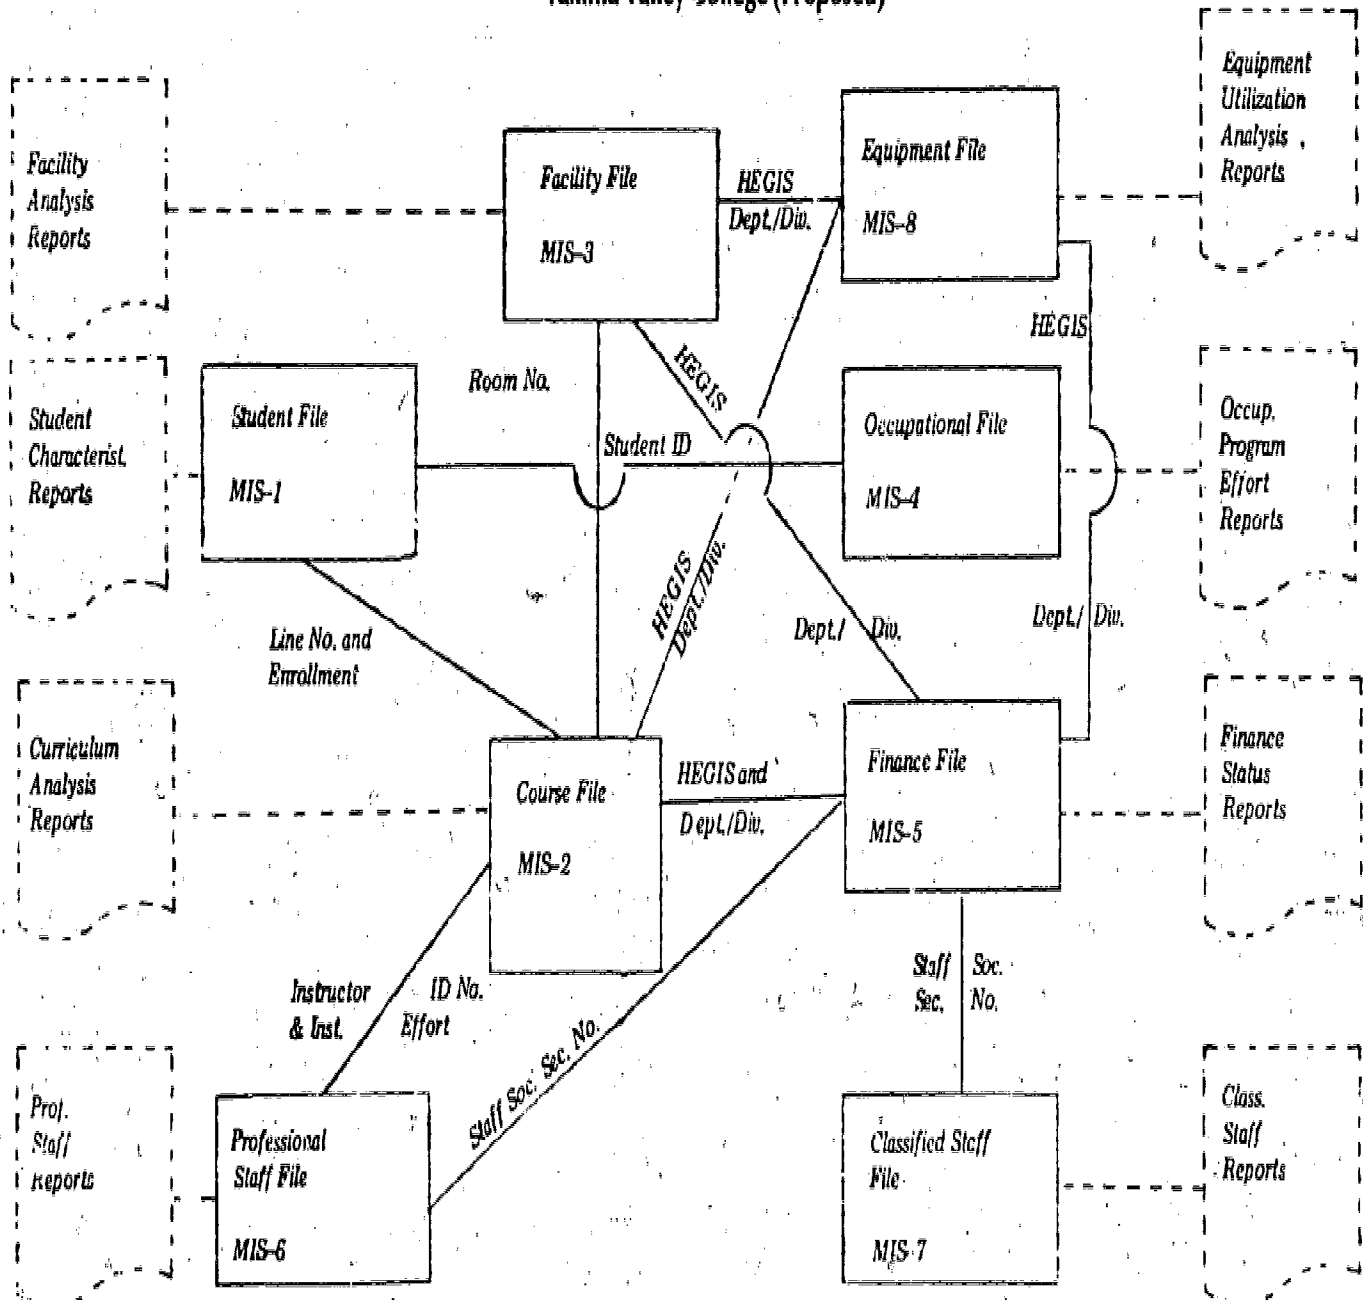 Valley College (Proposed)
Equipment
Utilization
Analysis
Reports
Facility
Analysis
Reports
Facility File
MIS-3
HEGIS
Dept./Div.
Equipment File
MIS-8
HEGIS
Student
Characterist.
Reports
Student File
MIS-1
Room No.
HEGIS
Student ID
Occupational File
MIS-4
Occup.
Program
Effort
Reports
HEGIS
Dept./Div.
Dept./ Div.
Dept./ Div.
Line No. and
Enrollment
Curriculum
Analysis
Reports
Course File
MIS-2
HEGIS and
Dept./Div.
Finance File
MIS-5
Finance
Status
Reports
Instructor ID No.
& Inst. Effort
Staff Soc. Sec. No.
Staff Soc.
Sec. No.
Prof.
Staff
Reports
Professional
Staff File
MIS-6
Classified Staff
File
MIS-7
Class.
Staff
Reports